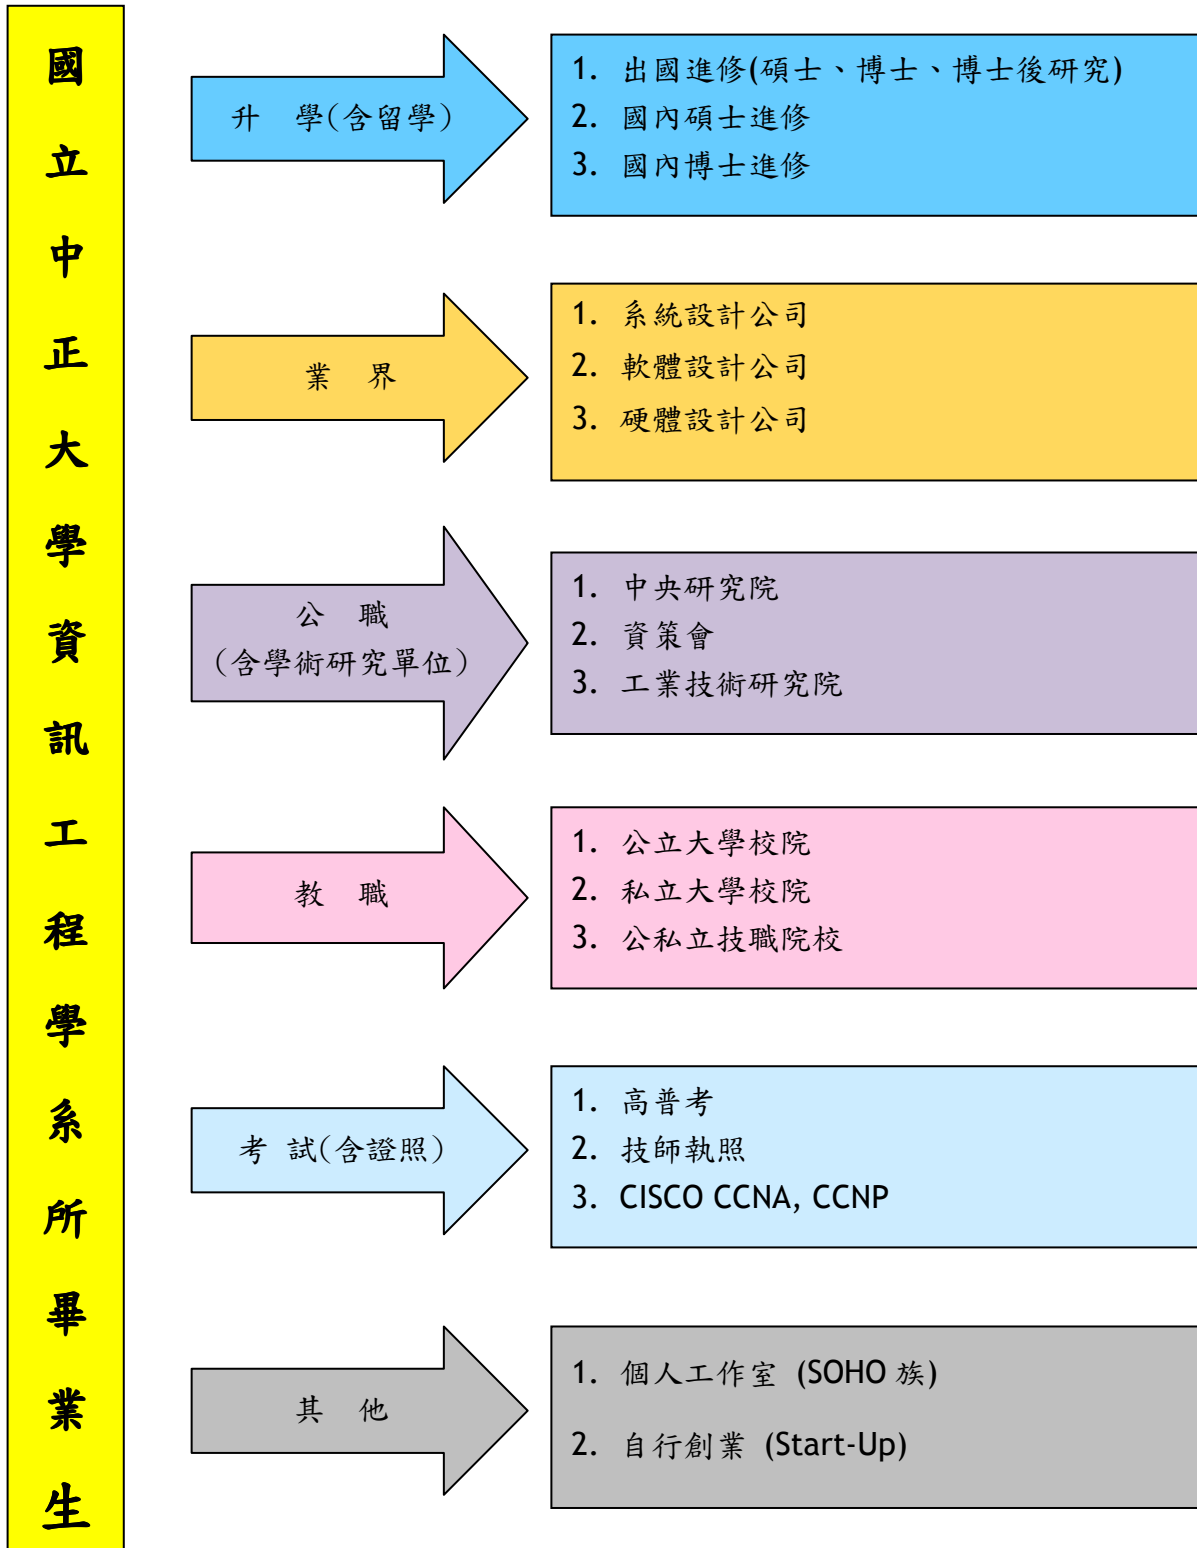 國立中正大學資訊工程學系所畢業生
升　學(含留學)
1. 出國進修(碩士、博士、博士後研究)
2. 國內碩士進修
3. 國內博士進修
業　界
1. 系統設計公司
2. 軟體設計公司
3. 硬體設計公司
公　職
(含學術研究單位)
1. 中央研究院
2. 資策會
3. 工業技術研究院
教　職
1. 公立大學校院
2. 私立大學校院
3. 公私立技職院校
考 試(含證照)
1. 高普考
2. 技師執照
3. CISCO CCNA, CCNP
其　他
1. 個人工作室 (SOHO 族)
2. 自行創業 (Start-Up)